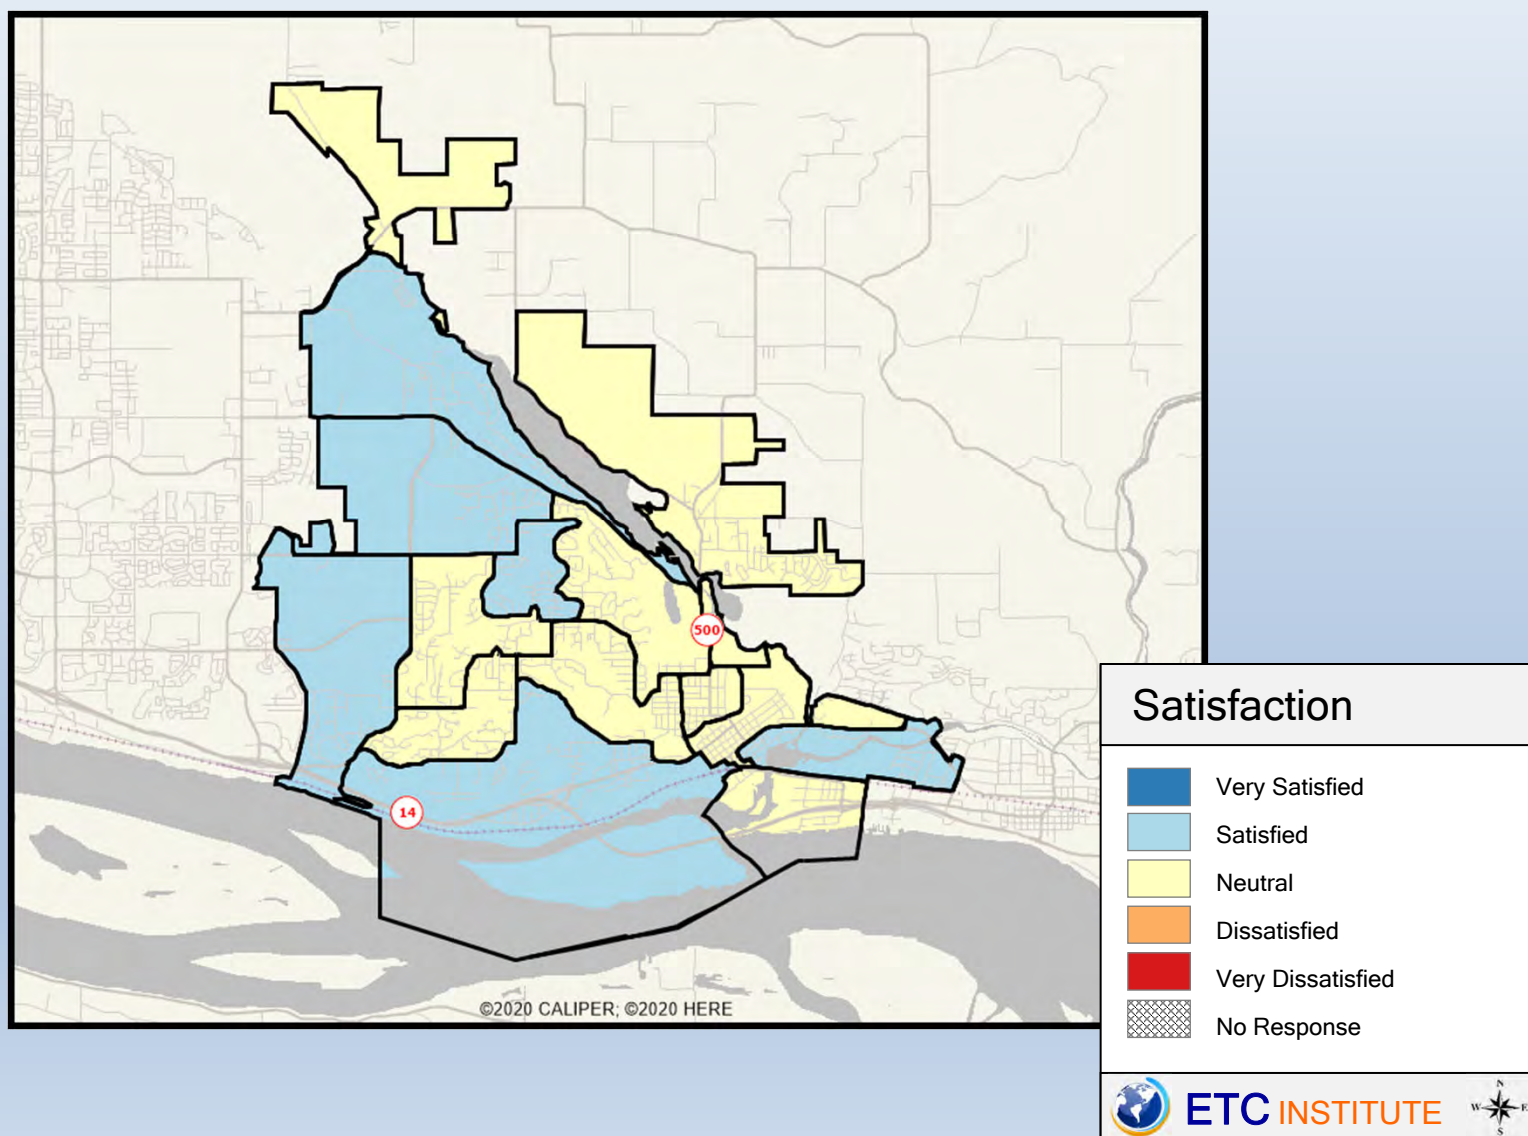 500
14
©2020 CALIPER; ©2020 HERE
Satisfaction
Very Satisfied
Satisfied
Neutral
Dissatisfied
Very Dissatisfied
No Response
ETC INSTITUTE
N
W E
S